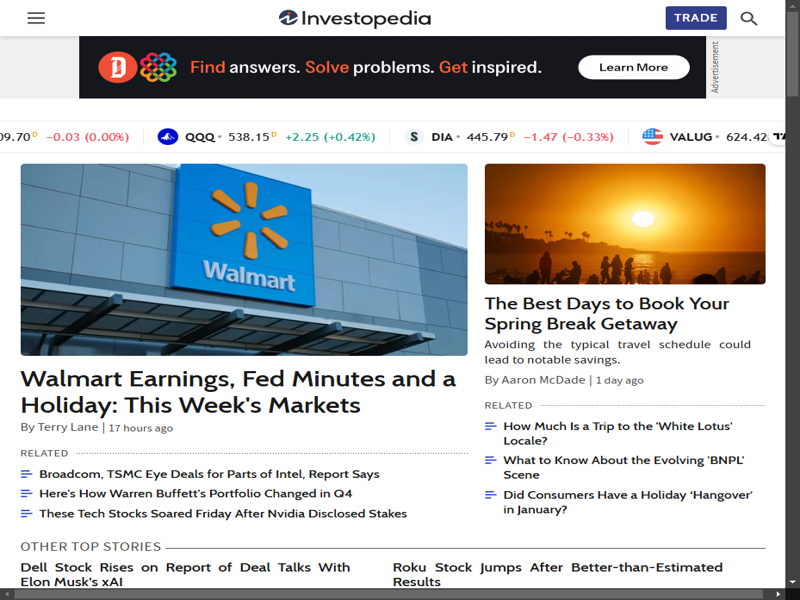 Investopedia
TRADE
Find answers. Solve problems. Get inspired.
Learn More
Advertisement
09.70 D −0.03 (0.00%)
QQQ • 538.15 D +2.25 (+0.42%)
S DIA • 445.79 D −1.47 (−0.33%)
VALUG • 624.42
Walmart
Walmart Earnings, Fed Minutes and a
Holiday: This Week's Markets
By Terry Lane | 17 hours ago
RELATED
Broadcom, TSMC Eye Deals for Parts of Intel, Report Says
Here's How Warren Buffett's Portfolio Changed in Q4
These Tech Stocks Soared Friday After Nvidia Disclosed Stakes
The Best Days to Book Your
Spring Break Getaway
Avoiding the typical travel schedule could
lead to notable savings.
By Aaron McDade | 1 day ago
RELATED
How Much Is a Trip to the 'White Lotus'
Locale?
What to Know About the Evolving 'BNPL'
Scene
Did Consumers Have a Holiday ‘Hangover’
in January?
OTHER TOP STORIES
Dell Stock Rises on Report of Deal Talks With
Elon Musk's xAI
Roku Stock Jumps After Better-than-Estimated
Results